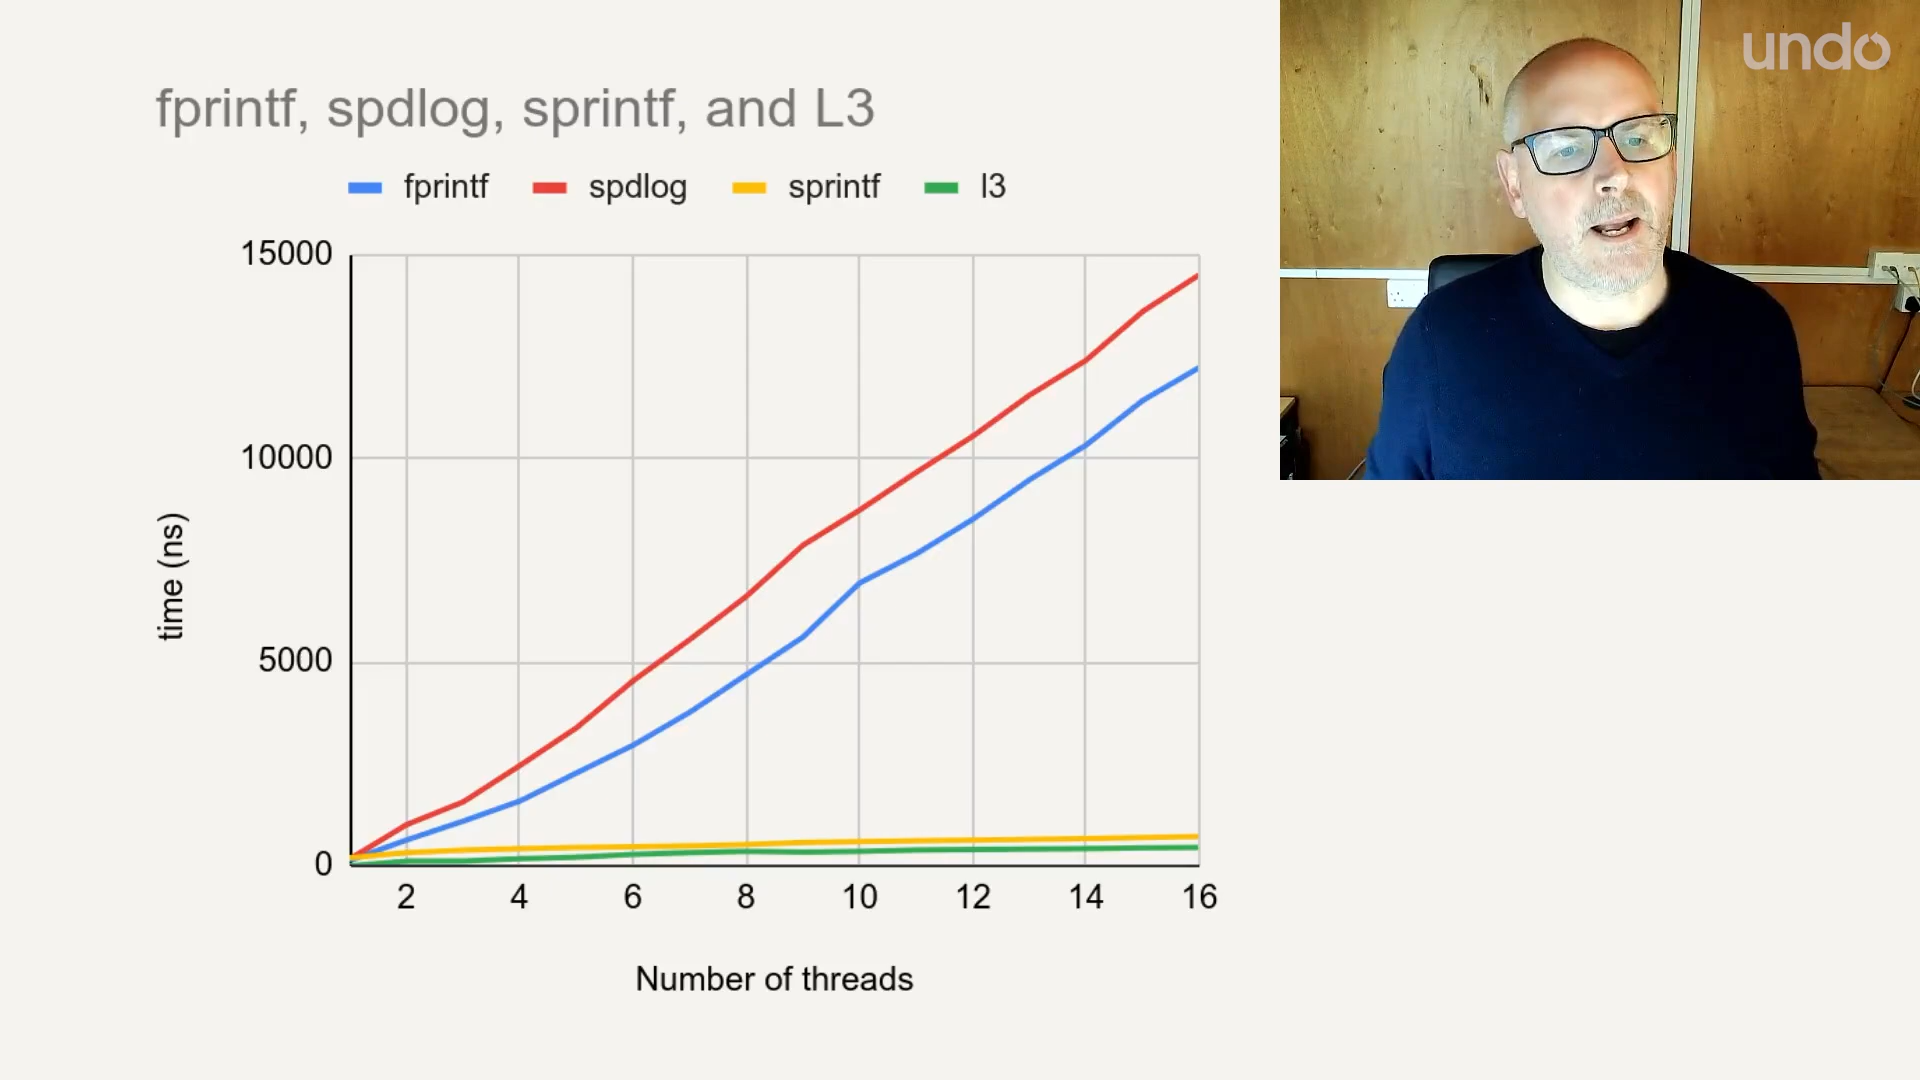 fprintf, spdlog, sprintf, and L3
fprintf spdlog sprintf l3
15000
10000
5000
0
time (ns)
2 4 6 8 10 12 14 16
Number of threads
undo